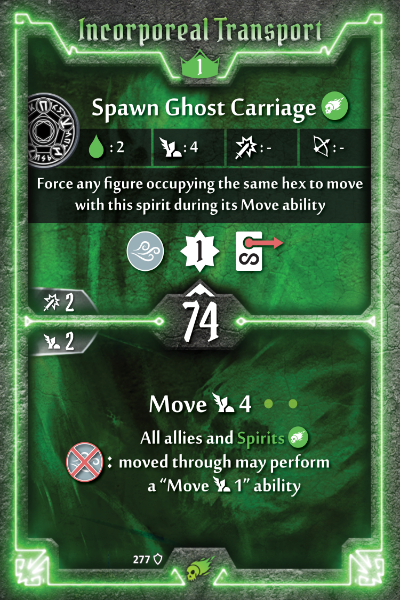 Incorporeal Transport
1
Spawn Ghost Carriage
: 2 : 4 : - : -
Force any figure occupying the same hex to move
with this spirit during its Move ability
1
2
74
2
Move 4
All allies and Spirits
: moved through may perform
a “Move 1” ability
277